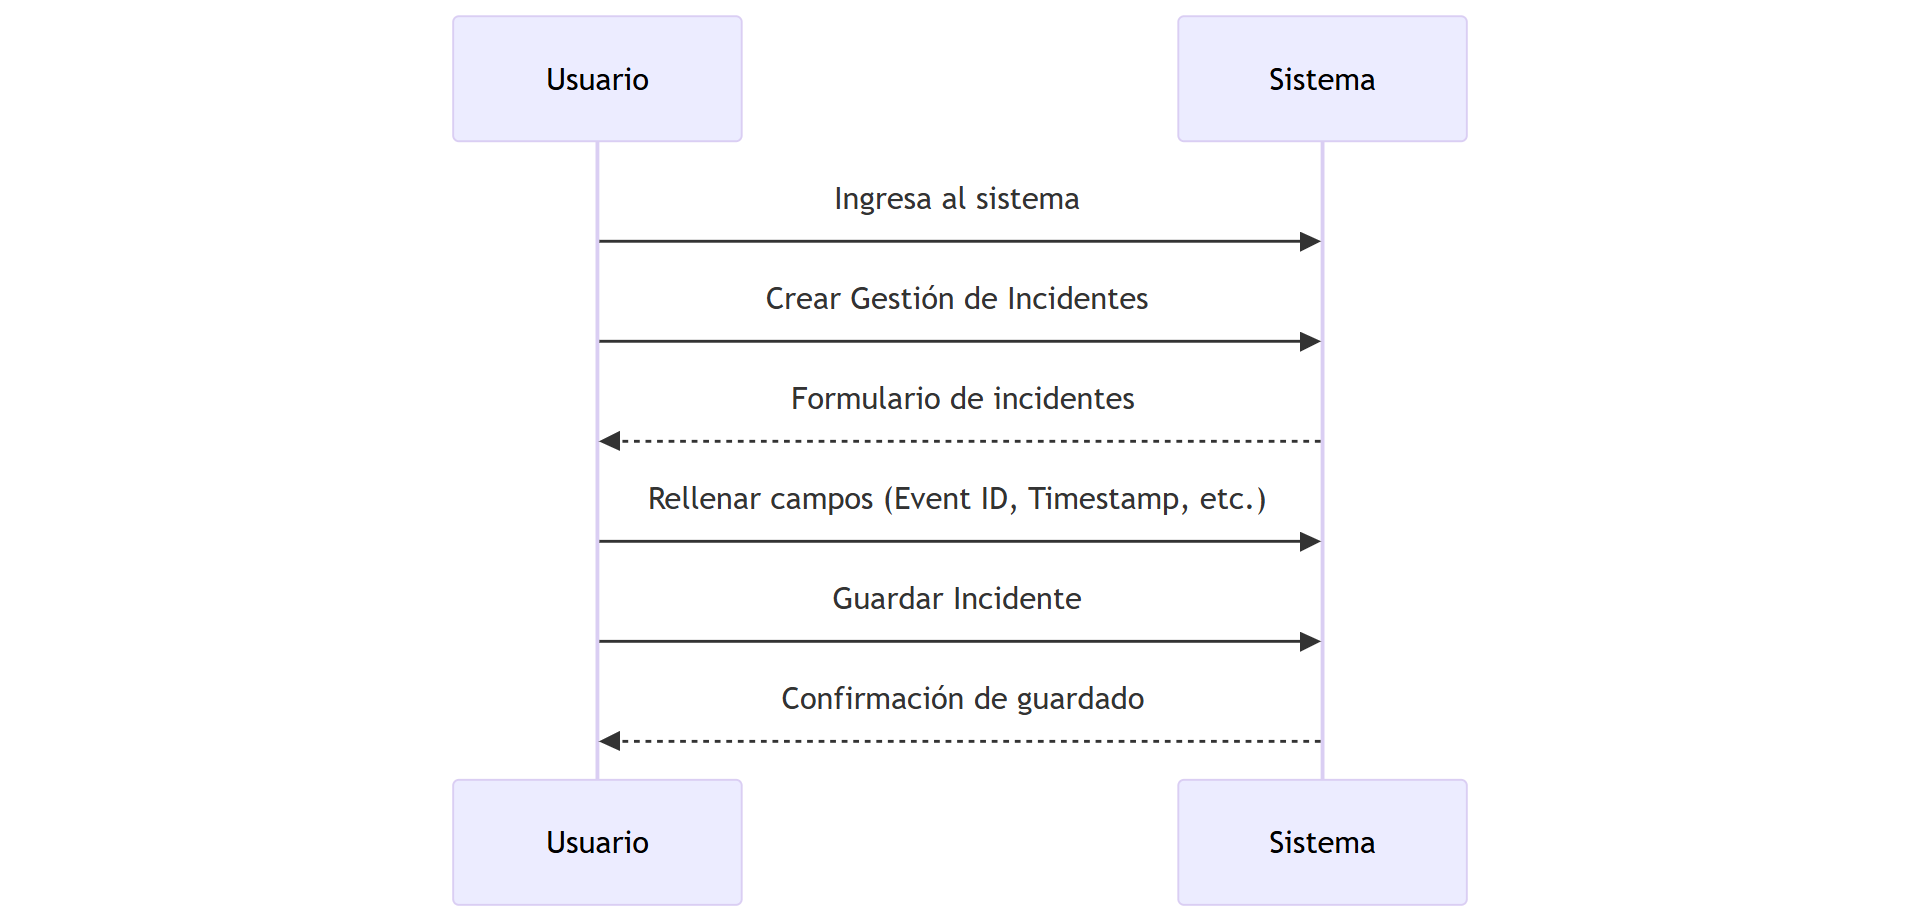 Usuario
Sistema
Ingresa al sistema
Crear Gestión de Incidentes
Formulario de incidentes
Rellenar campos (Event ID, Timestamp, etc.)
Guardar Incidente
Confirmación de guardado
Usuario
Sistema